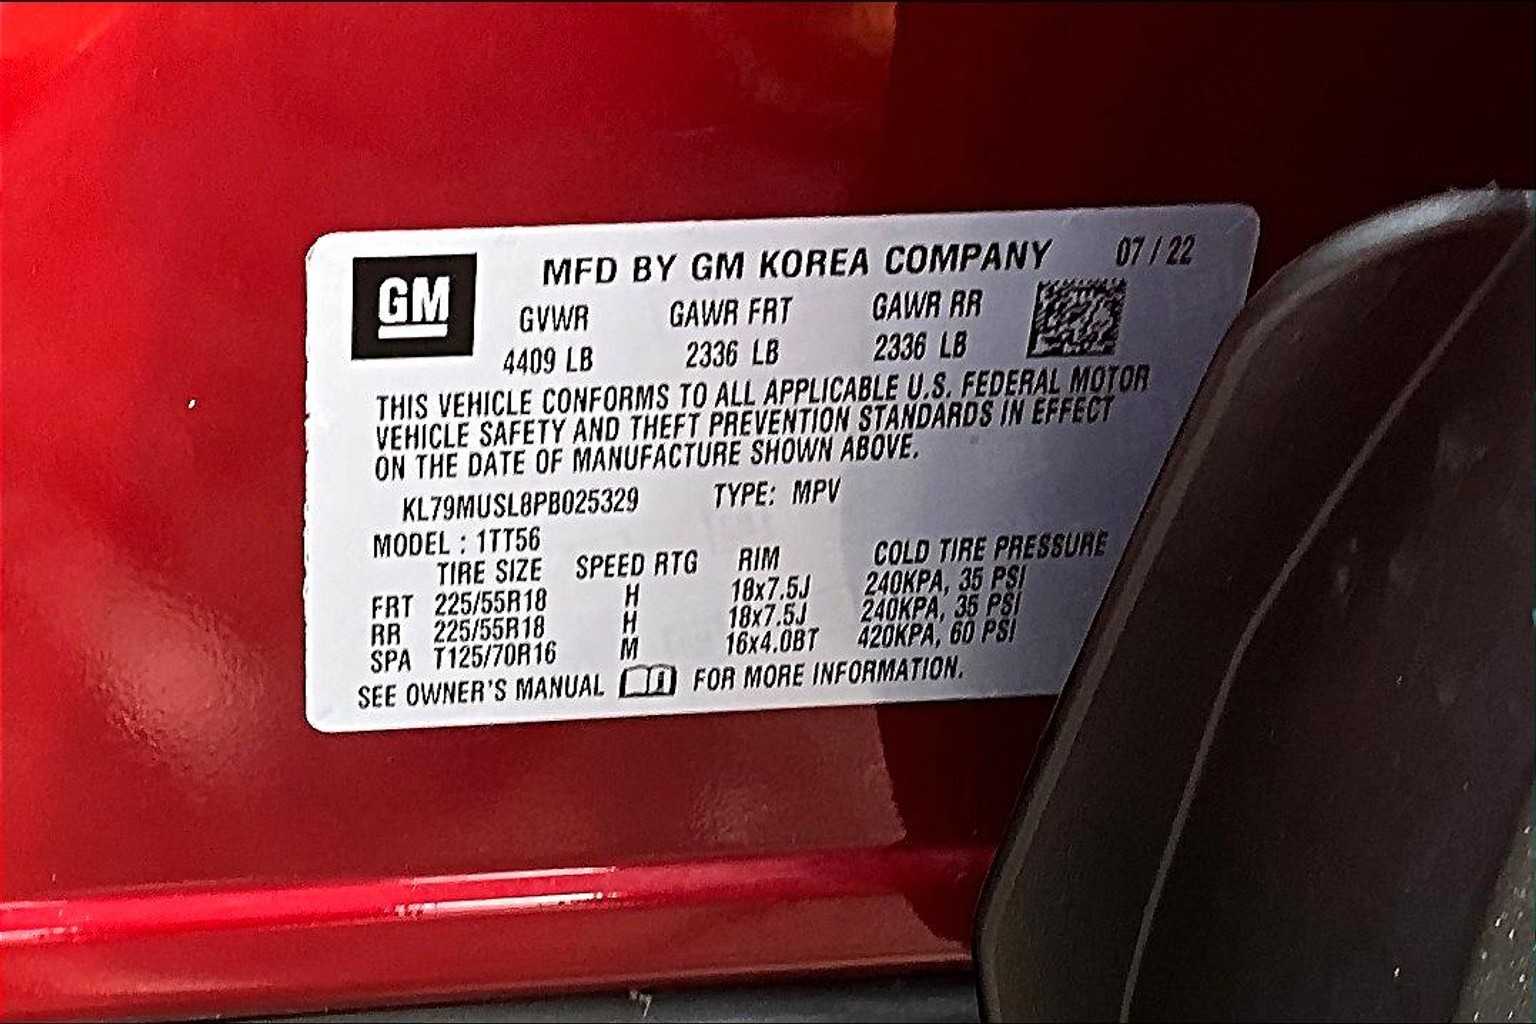 GM
MFD BY GM KOREA COMPANY 07 / 22
GVWR GAWR FRT GAWR RR
4409 LB 2336 LB 2336 LB
THIS VEHICLE CONFORMS TO ALL APPLICABLE U.S. FEDERAL MOTOR
VEHICLE SAFETY AND THEFT PREVENTION STANDARDS IN EFFECT
ON THE DATE OF MANUFACTURE SHOWN ABOVE.
KL79MUSL8PB025329 TYPE: MPV
MODEL : 1TT56
TIRE SIZE SPEED RTG RIM COLD TIRE PRESSURE
FRT 225/55R18 H 18x7.5J 240KPA, 35 PSI
RR 225/55R18 H 18x7.5J 240KPA, 35 PSI
SPA T125/70R16 M 16x4.0BT 420KPA, 60 PSI
SEE OWNER'S MANUAL FOR MORE INFORMATION.